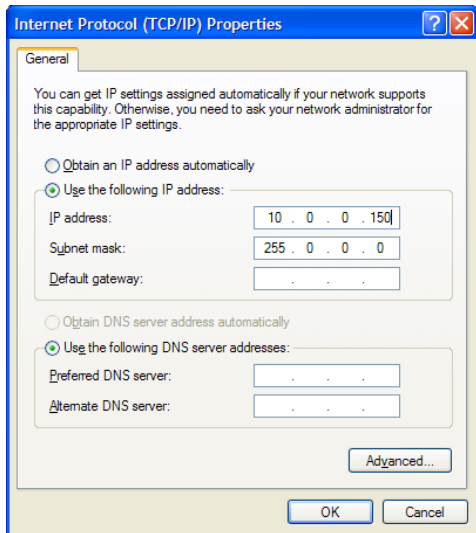 Internet Protocol (TCP/IP) Properties
General
You can get IP settings assigned automatically if your network supports
this capability. Otherwise, you need to ask your network administrator for
the appropriate IP settings.
Obtain an IP address automatically
Use the following IP address:
IP address: 10 . 0 . 0 . 150
Subnet mask: 255 . 0 . 0 . 0
Default gateway: . . .
Obtain DNS server address automatically
Use the following DNS server addresses:
Preferred DNS server: . . .
Alternate DNS server: . . .
Advanced...
OK Cancel